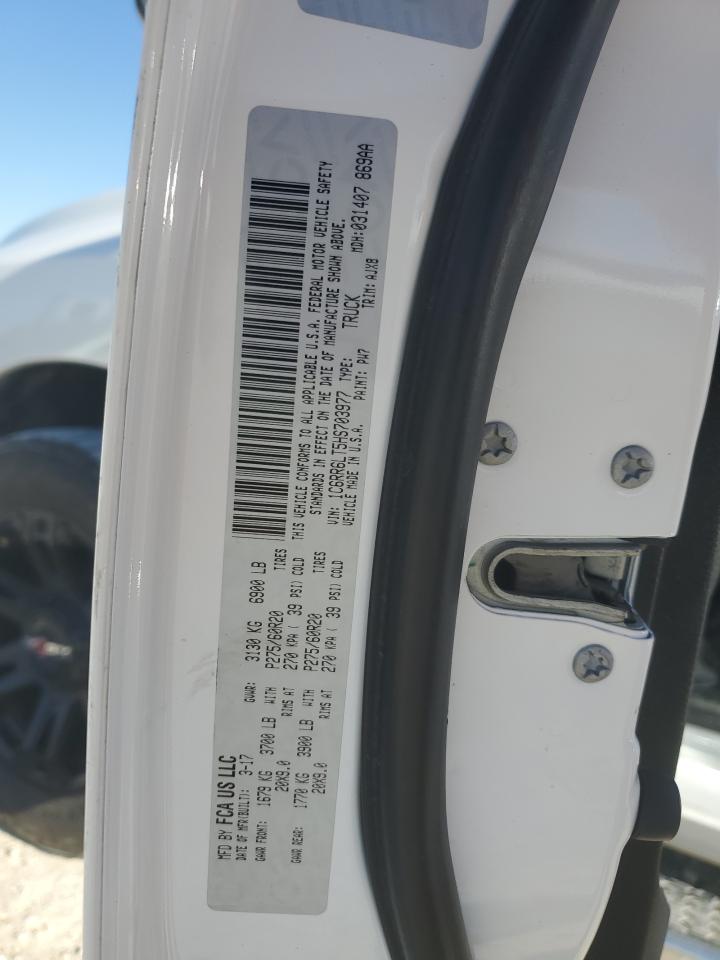 MFD BY FCA US LLC
DATE OF MFR(BUILT): 3-17 GVWR: 3130 KG 6900 LB
GAWR FRONT: 1679 KG 3700 LB WITH P275/60R20 TIRES
20X9.0 RIMS AT 270 KPA ( 39 PSI) COLD
GAWR REAR: 1770 KG 3900 LB WITH P275/60R20 TIRES
20X9.0 RIMS AT 270 KPA ( 39 PSI) COLD
THIS VEHICLE CONFORMS TO ALL APPLICABLE U.S.A. FEDERAL MOTOR VEHICLE SAFETY
STANDARDS IN EFFECT ON THE DATE OF MANUFACTURE SHOWN ABOVE.
VIN: 1C6RR6LT5HS703977 TYPE: TRUCK MDH:031407 869AA
VEHICLE MADE IN U.S.A. PAINT: PW7 TRIM: AJX8